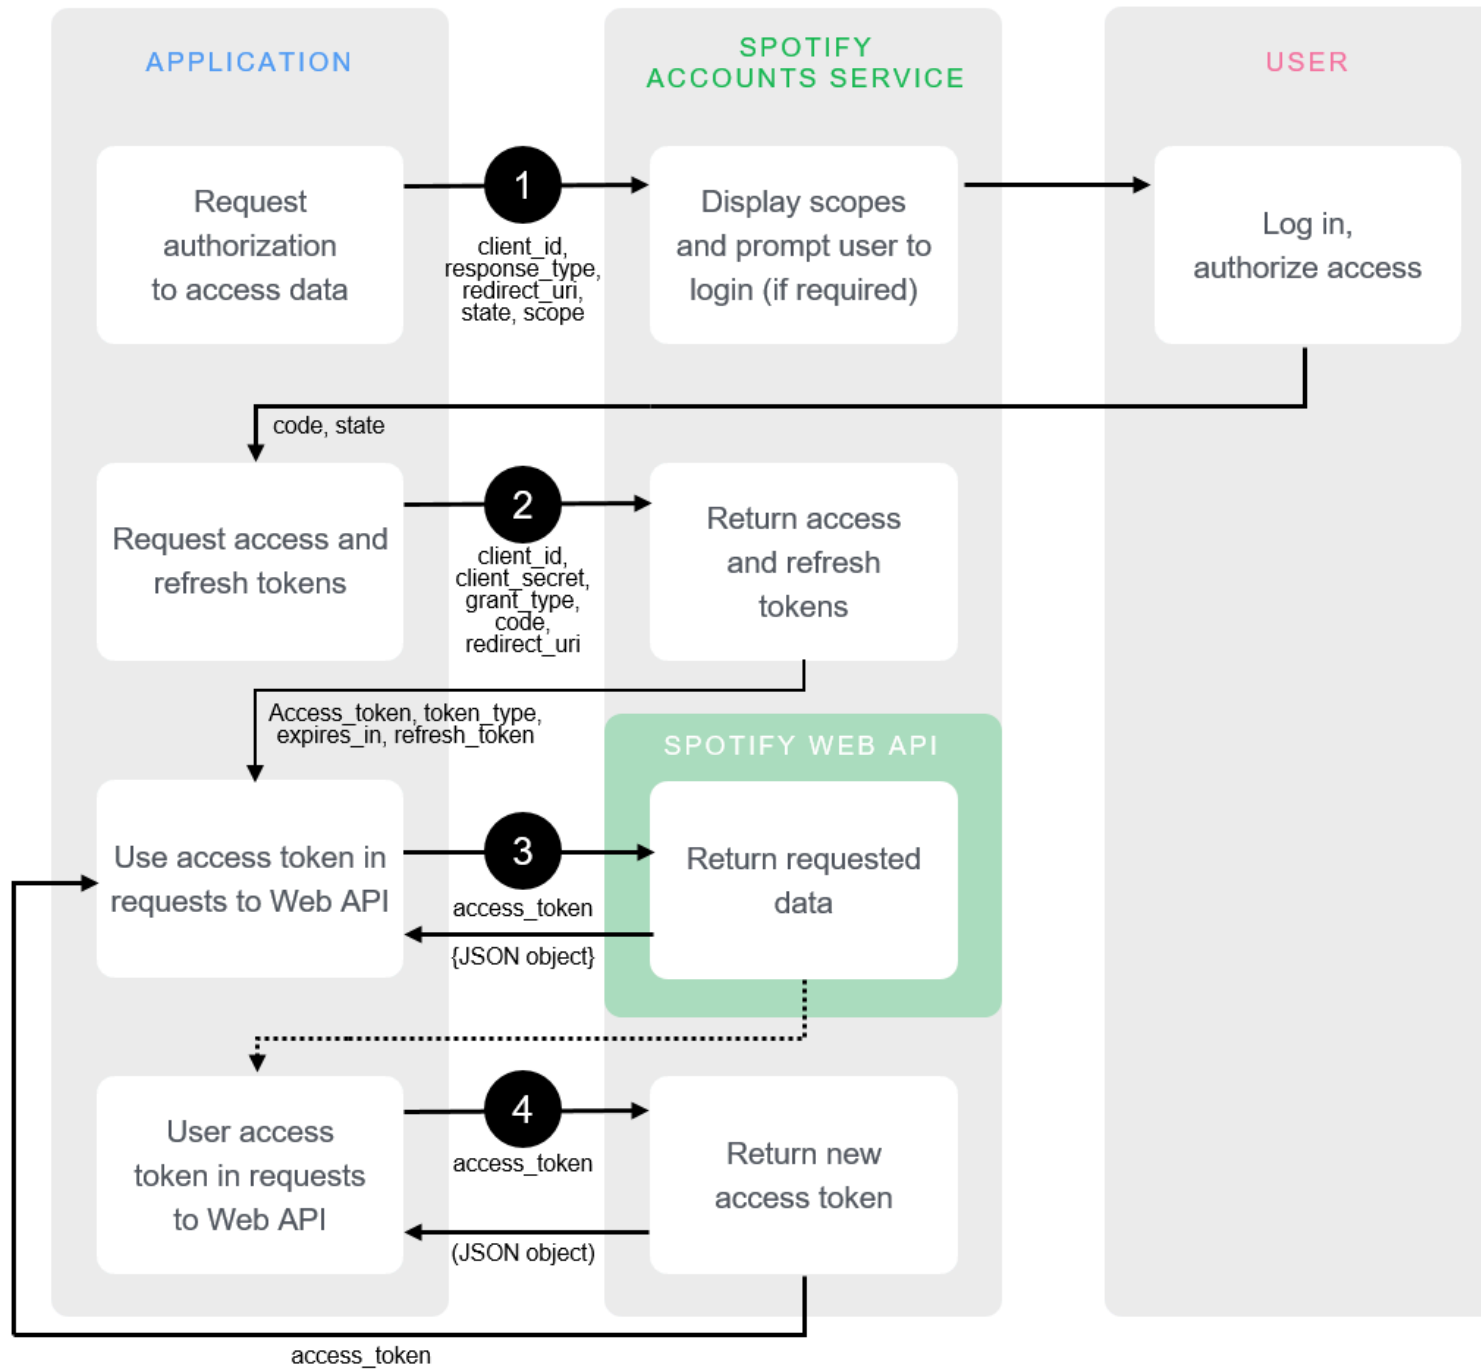 APPLICATION
SPOTIFY
ACCOUNTS SERVICE
USER
Request
authorization
to access data
1
client_id,
response_type,
redirect_uri,
state, scope
Display scopes
and prompt user to
login (if required)
Log in,
authorize access
code, state
Request access and
refresh tokens
2
client_id,
client_secret,
grant_type,
code,
redirect_uri
Return access
and refresh
tokens
Access_token, token_type,
expires_in, refresh_token
SPOTIFY WEB API
Use access token in
requests to Web API
3
access_token
{JSON object}
Return requested
data
User access
token in requests
to Web API
4
access_token
(JSON object)
Return new
access token
access_token